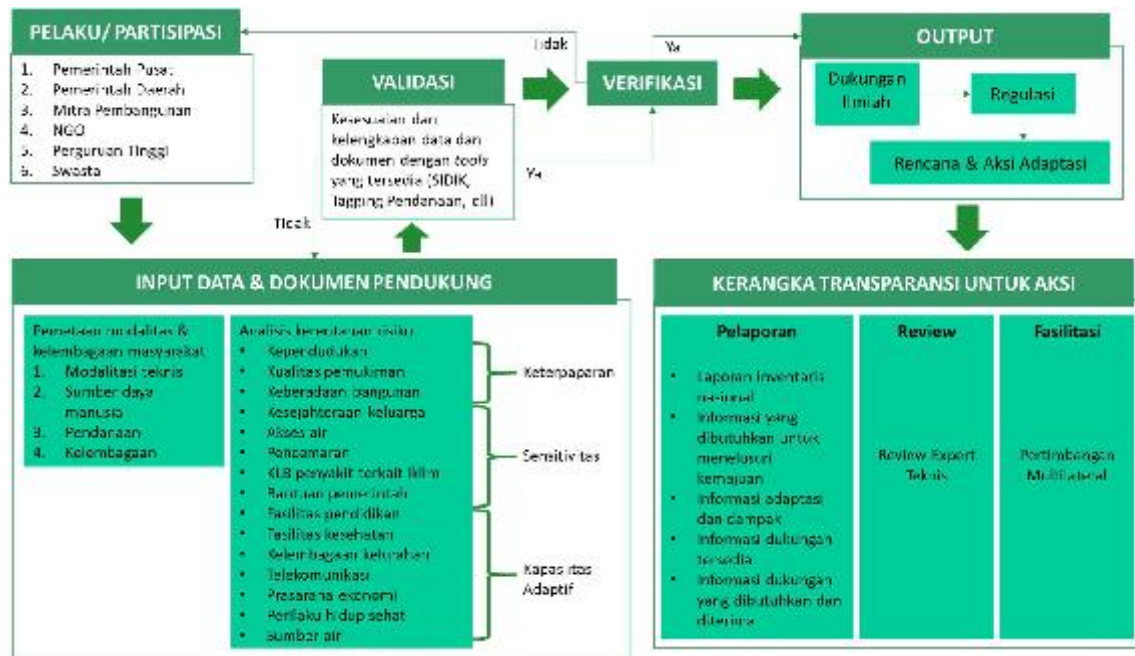 PELAKU/ PARTISIPASI
1. Pemerintah Pusat
2. Pemerintah Daerah
3. Mitra Pembangunan
4. NGO
5. Perguruan Tinggi
6. Swasta
VALIDASI
Kesesuaian dan
kelengkapan data dan
dokumen dengan tools
yang tersedia (SIDIK,
Tagging Pendanaan, dll)
Tidak
Ya
Tidak
VERIFIKASI
Ya
OUTPUT
Dukungan
Ilmiah
Regulasi
Rencana & Aksi Adaptasi
INPUT DATA & DOKUMEN PENDUKUNG
Pemetaan modalitas &
kelembagaan masyarakat
1. Modalitasi teknis
2. Sumber daya
manusia
3. Pendanaan
4. Kelembagaan
Analisis kerentanan risiko
• Kependudukan
• Kualitas pemukiman
• Keberadaan bangunan
• Kesejahteraan keluarga
• Akses air
• Pencemaran
• KLB penyakit terkait iklim
• Bantuan pemerintah
• Fasilitas pendidikan
• Fasilitas kesehatan
• Kelembagaan kelurahan
• Telekomunikasi
• Prasarana ekonomi
• Perilaku hidup sehat
• Sumber air
Keterpaparan
Sensitivitas
Kapasitas
Adaptif
KERANGKA TRANSPARANSI UNTUK AKSI
Pelaporan
• Laporan inventaris
nasional
• Informasi yang
dibutuhkan untuk
menelusuri
kemajuan
• Informasi adaptasi
dan dampak
• Informasi dukungan
tersedia
• Informasi dukungan
yang dibutuhkan dan
diterima
Review
Review Expert
Teknis
Fasilitasi
Pertimbangan
Multilateral